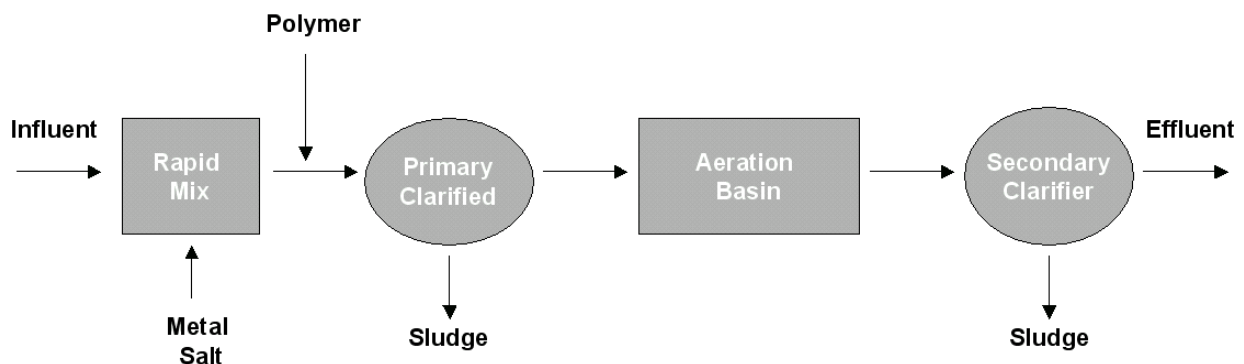 Polymer
Influent
Rapid
Mix
Primary
Clarified
Aeration
Basin
Secondary
Clarifier
Effluent
Metal
Salt
Sludge
Sludge